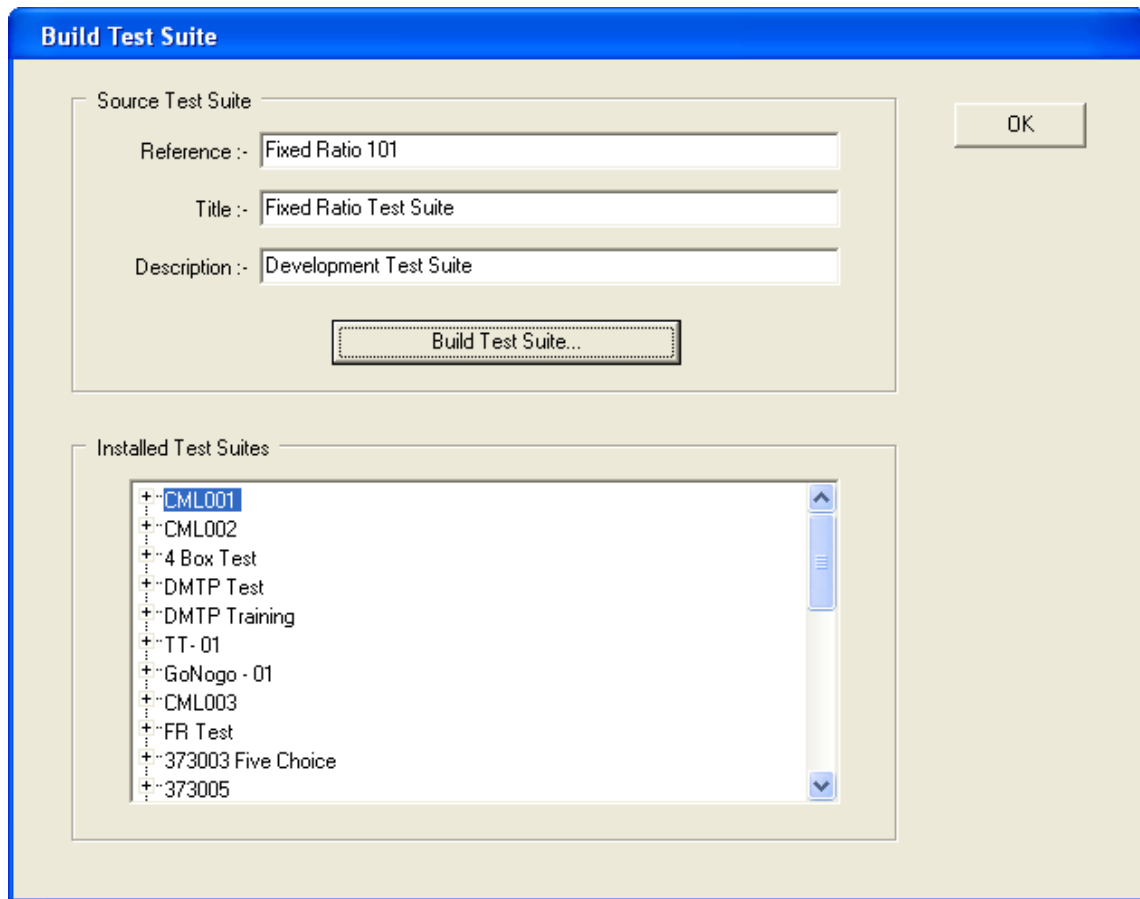 Build Test Suite
Source Test Suite
OK
Reference :- Fixed Ratio 101
Title :- Fixed Ratio Test Suite
Description :- Development Test Suite
Build Test Suite...
Installed Test Suites
CML001
CML002
4 Box Test
DMTP Test
DMTP Training
TT- 01
GoNogo - 01
CML003
FR Test
373003 Five Choice
373005